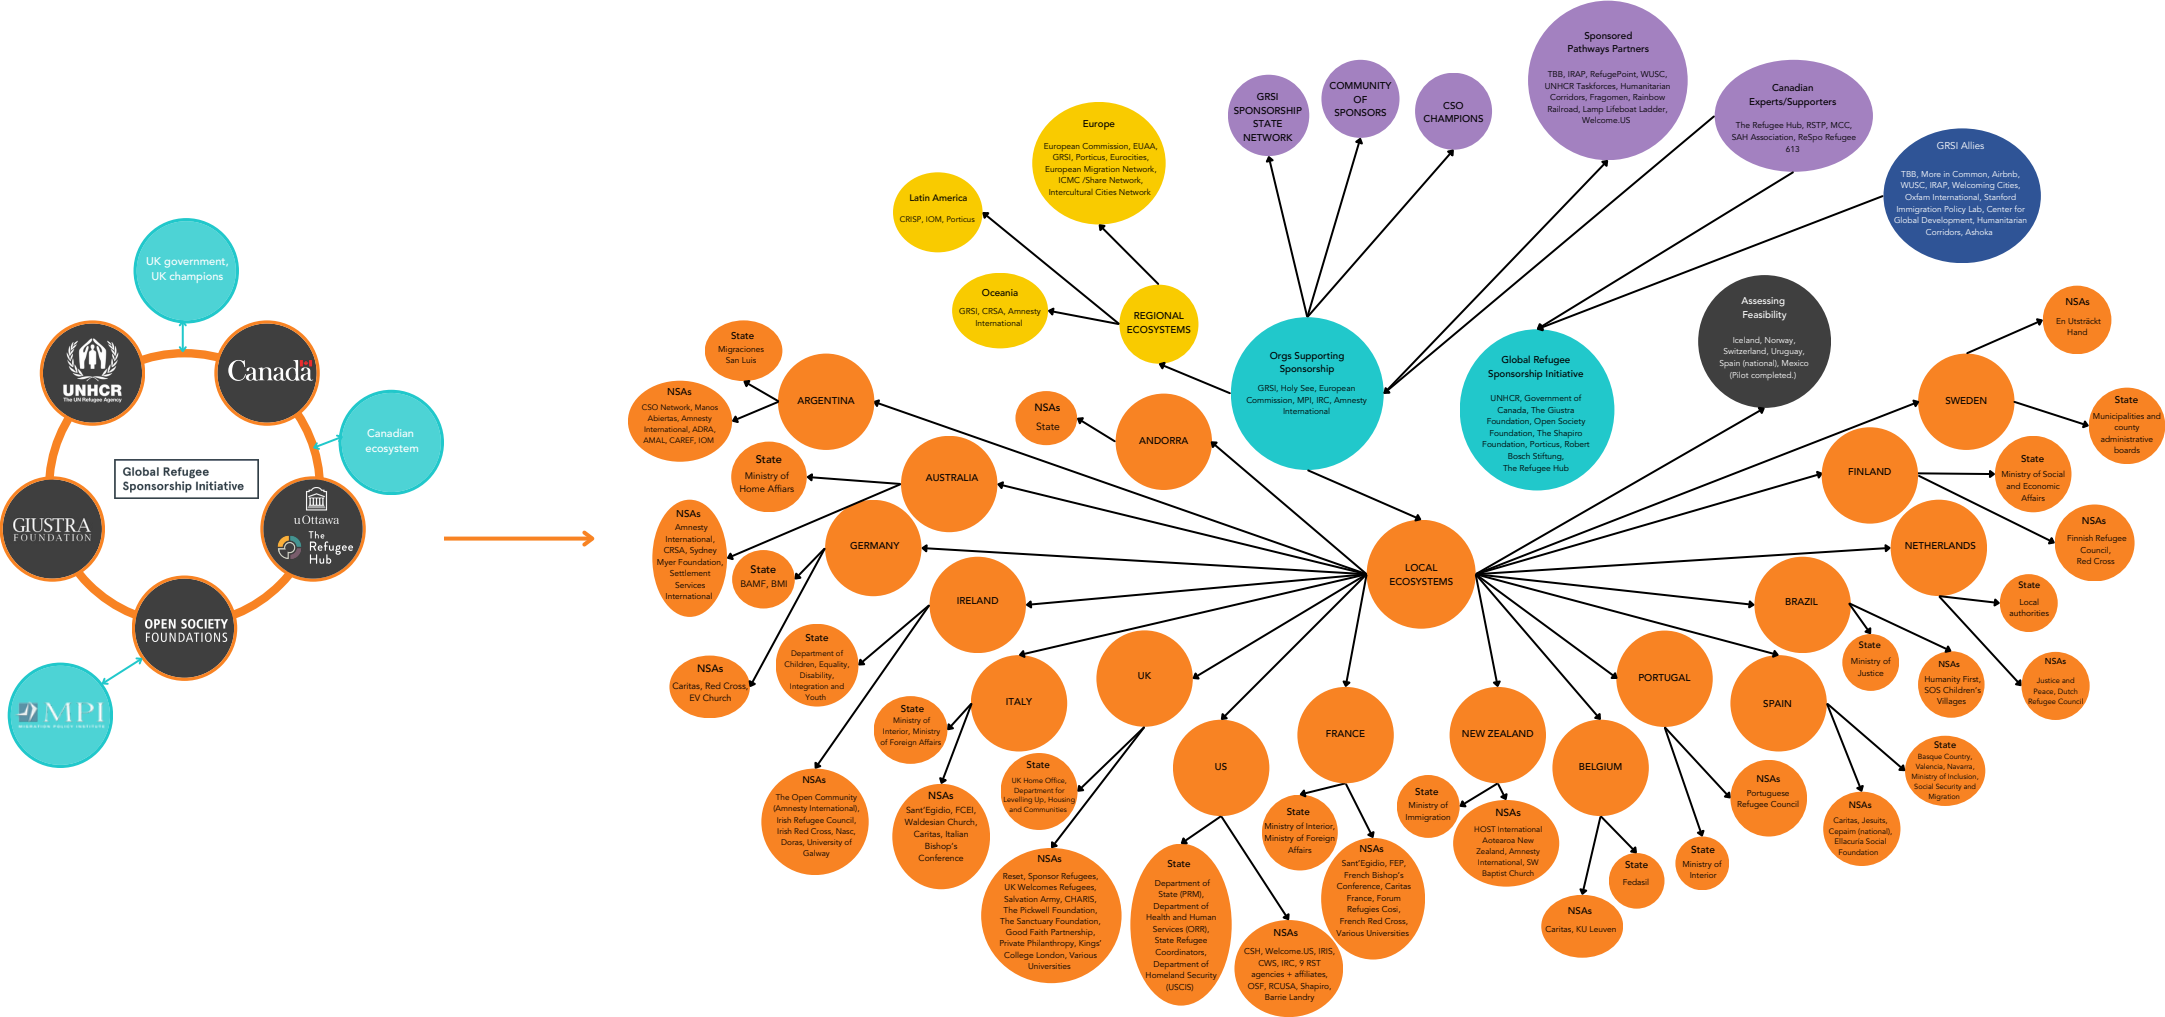 UK government,
UK champions
UNHCR
The UN Refugee Agency
Canada
Canadian
ecosystem
Global Refugee
Sponsorship Initiative
GIUSTRA
FOUNDATION
uOttawa
The
Refugee
Hub
OPEN SOCIETY
FOUNDATIONS
MPI
MIGRATION POLICY INSTITUTE
Sponsored
Pathways Partners
TBB, IRAP, RefugePoint, WUSC,
UNHCR Taskforces, Humanitarian
Corridors, Fragomen, Rainbow
Railroad, Lamp Lifeboat Ladder,
Welcome.US
GRSI
SPONSORSHIP
STATE
NETWORK
COMMUNITY
OF
SPONSORS
CSO
CHAMPIONS
Canadian
Experts/Supporters
The Refugee Hub, RSTP, MCC,
SAH Association, ReSpo Refugee
613
GRSI Allies
TBB, More in Common, Airbnb,
WUSC, IRAP, Welcoming Cities,
Oxfam International, Stanford
Immigration Policy Lab, Center for
Global Development, Humanitarian
Corridors, Ashoka
Europe
European Commission, EUAA,
GRSI, Porticus, Eurocities,
European Migration Network,
ICMC /Share Network,
Intercultural Cities Network
Latin America
CRISP, IOM, Porticus
Oceania
GRSI, CRSA, Amnesty
International
REGIONAL
ECOSYSTEMS
Orgs Supporting
Sponsorship
GRSI, Holy See, European
Commission, MPI, IRC, Amnesty
International
Global Refugee
Sponsorship Initiative
UNHCR, Government of
Canada, The Giustra
Foundation, Open Society
Foundation, The Shapiro
Foundation, Porticus, Robert
Bosch Stiftung,
The Refugee Hub
Assessing
Feasibility
Iceland, Norway,
Switzerland, Uruguay,
Spain (national), Mexico
(Pilot completed.)
LOCAL
ECOSYSTEMS
ARGENTINA
State
Migraciones
San Luis
NSAs
CSO Network, Manos
Abiertas, Amnesty
International, ADRA,
AMAL, CAREF, IOM
ANDORRA
NSAs
State
AUSTRALIA
State
Ministry of
Home Affiars
NSAs
Amnesty
International,
CRSA, Sydney
Myer Foundation,
Settlement
Services
International
GERMANY
State
BAMF, BMI
NSAs
Caritas, Red Cross,
EV Church
IRELAND
State
Department of
Children, Equality,
Disability,
Integration and
Youth
NSAs
The Open Community
(Amnesty International),
Irish Refugee Council,
Irish Red Cross, Nasc,
Doras, University of
Galway
ITALY
State
Ministry of
Interior, Ministry
of Foreign Affairs
NSAs
Sant'Egidio, FCEI,
Waldesian Church,
Caritas, Italian
Bishop's
Conference
UK
State
UK Home Office,
Department for
Levelling Up, Housing
and Communities
NSAs
Reset, Sponsor Refugees,
UK Welcomes Refugees,
Salvation Army, CHARIS,
The Pickwell Foundation,
The Sanctuary Foundation,
Good Faith Partnership,
Private Philanthropy, Kings'
College London, Various
Universities
US
State
Department of
State (PRM),
Department of
Health and Human
Services (ORR),
State Refugee
Coordinators,
Department of
Homeland Security
(USCIS)
NSAs
CSH, Welcome.US, IRIS,
CWS, IRC, 9 RST
agencies + affiliates,
OSF, RCUSA, Shapiro,
Barrie Landry
FRANCE
State
Ministry of Interior,
Ministry of Foreign
Affairs
NSAs
Sant'Egidio, FEP,
French Bishop's
Conference, Caritas
France, Forum
Refugies Cosi,
French Red Cross,
Various Universities
NEW ZEALAND
State
Ministry of
Immigration
NSAs
HOST International
Aotearoa New
Zealand, Amnesty
International, SW
Baptist Church
BELGIUM
State
Fedasil
NSAs
Caritas, KU Leuven
PORTUGAL
NSAs
Portuguese
Refugee Council
State
Ministry of
Interior
SPAIN
State
Basque Country,
Valencia, Navarra,
Ministry of Inclusion,
Social Security and
Migration
NSAs
Caritas, Jesuits,
Cepaim (national),
Ellacuria Social
Foundation
BRAZIL
State
Ministry of
Justice
NSAs
Humanity First,
SOS Children's
Villages
NETHERLANDS
State
Local
authorities
NSAs
Justice and
Peace, Dutch
Refugee Council
FINLAND
State
Ministry of Social
and Economic
Affairs
NSAs
Finnish Refugee
Council,
Red Cross
SWEDEN
NSAs
En Utsträckt
Hand
State
Municipalities and
county
administrative
boards